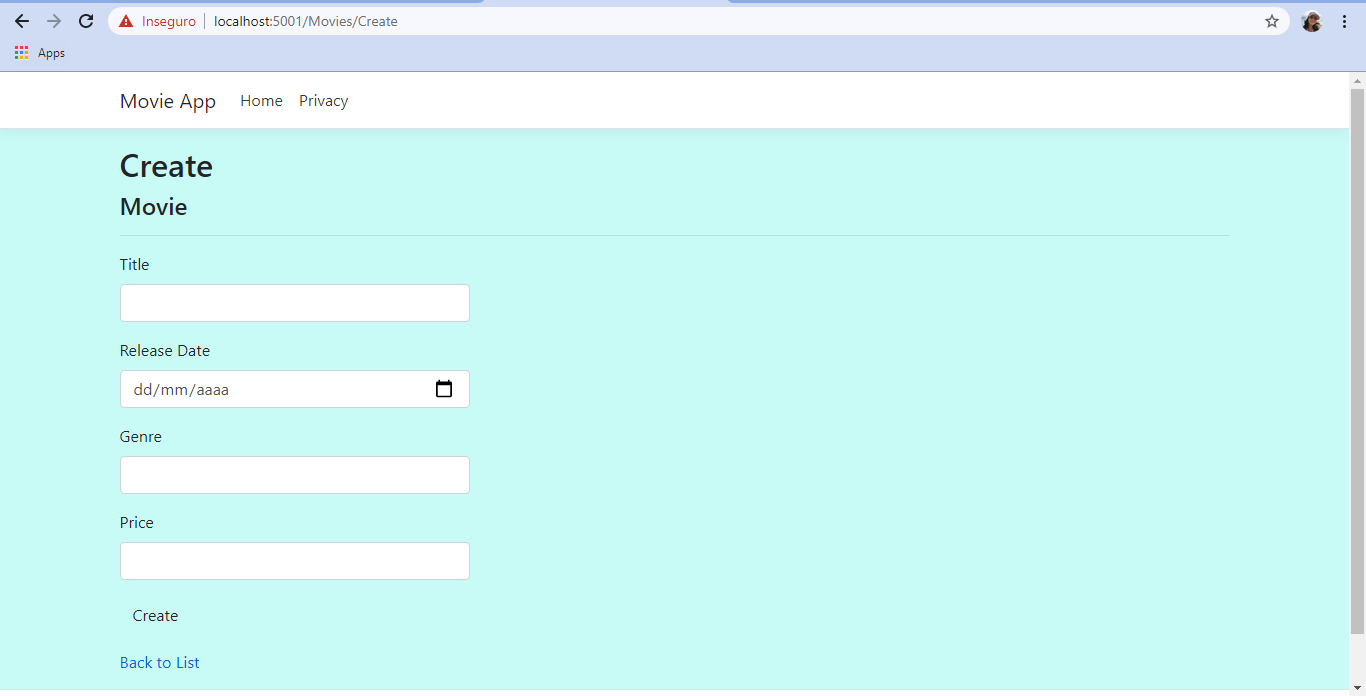 Inseguro localhost:5001/Movies/Create
Apps
Movie App Home Privacy
Create
Movie
Title
Release Date
dd/mm/aaaa
Genre
Price
Create
Back to List